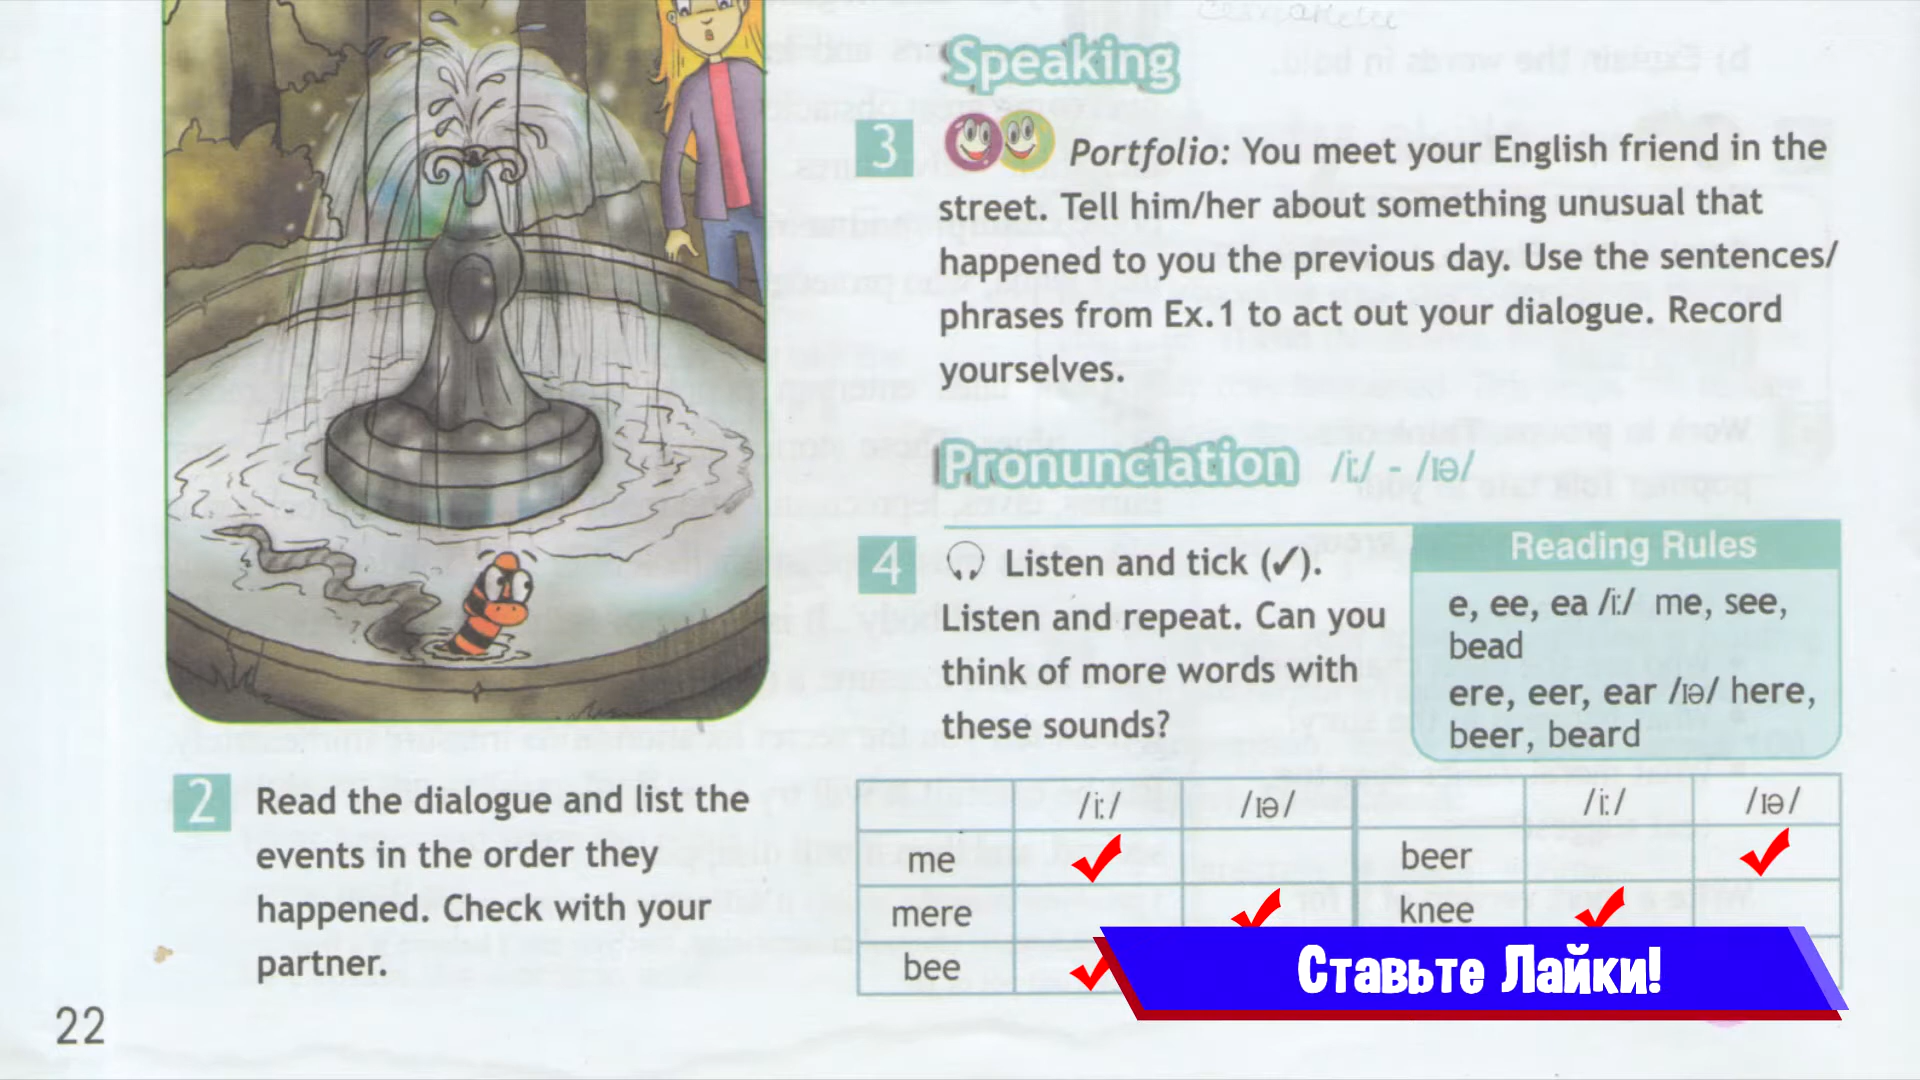 Speaking
3 Portfolio: You meet your English friend in the
street. Tell him/her about something unusual that
happened to you the previous day. Use the sentences/
phrases from Ex.1 to act out your dialogue. Record
yourselves.
Pronunciation /iː/ - /ɪə/
4 Listen and tick (✓).
Listen and repeat. Can you
think of more words with
these sounds?
Reading Rules
e, ee, ea /iː/ me, see,
bead
ere, eer, ear /ɪə/ here,
beer, beard
2 Read the dialogue and list the
events in the order they
happened. Check with your
partner.
/iː/ /ɪə/ /iː/ /ɪə/
me ✓ beer ✓
mere ✓ knee ✓
bee ✓
Ставьте Лайки!
22